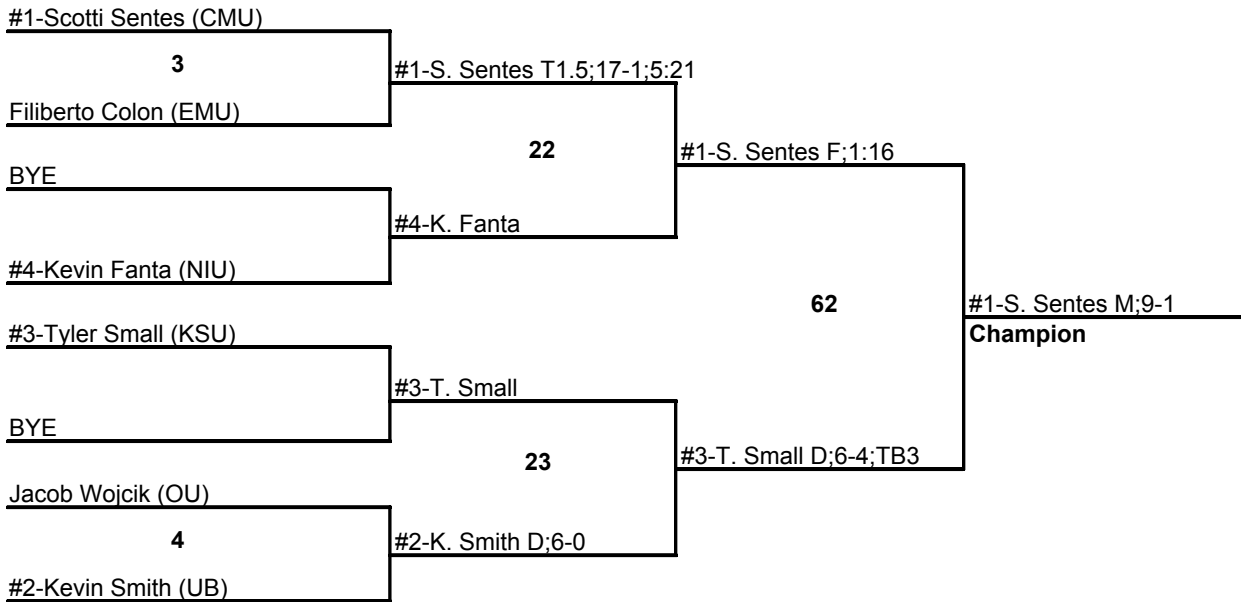 #1-Scotti Sentes (CMU)
3
#1-S. Sentes T1.5;17-1;5:21
Filiberto Colon (EMU)
22
#1-S. Sentes F;1:16
BYE
#4-K. Fanta
#4-Kevin Fanta (NIU)
62
#1-S. Sentes M;9-1
Champion
#3-Tyler Small (KSU)
#3-T. Small
BYE
23
#3-T. Small D;6-4;TB3
Jacob Wojcik (OU)
4
#2-K. Smith D;6-0
#2-Kevin Smith (UB)